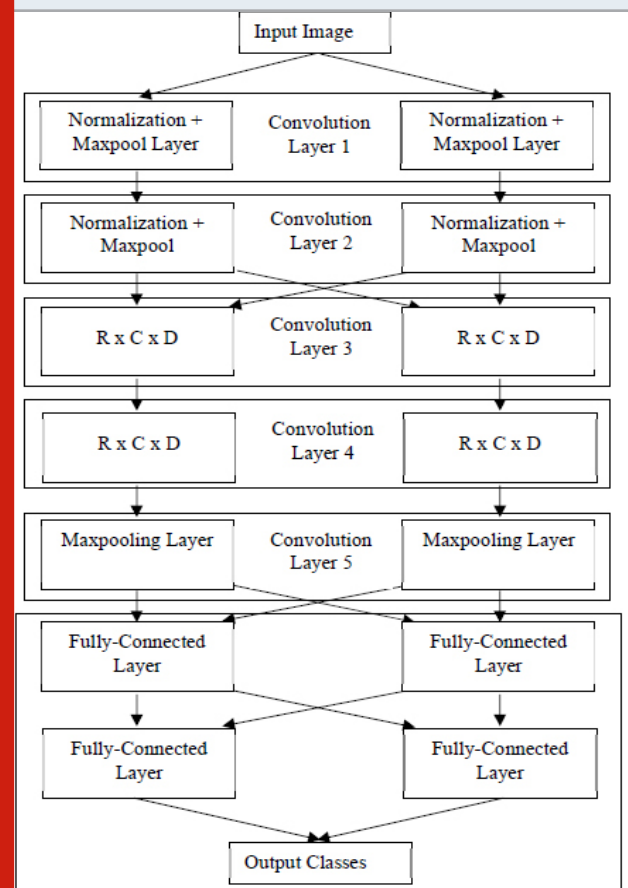 Input Image
Normalization +
Maxpool Layer
Convolution
Layer 1
Normalization +
Maxpool Layer
Normalization +
Maxpool
Convolution
Layer 2
Normalization +
Maxpool
R x C x D
Convolution
Layer 3
R x C x D
R x C x D
Convolution
Layer 4
R x C x D
Maxpooling Layer
Convolution
Layer 5
Maxpooling Layer
Fully-Connected
Layer
Fully-Connected
Layer
Fully-Connected
Layer
Fully-Connected
Layer
Output Classes